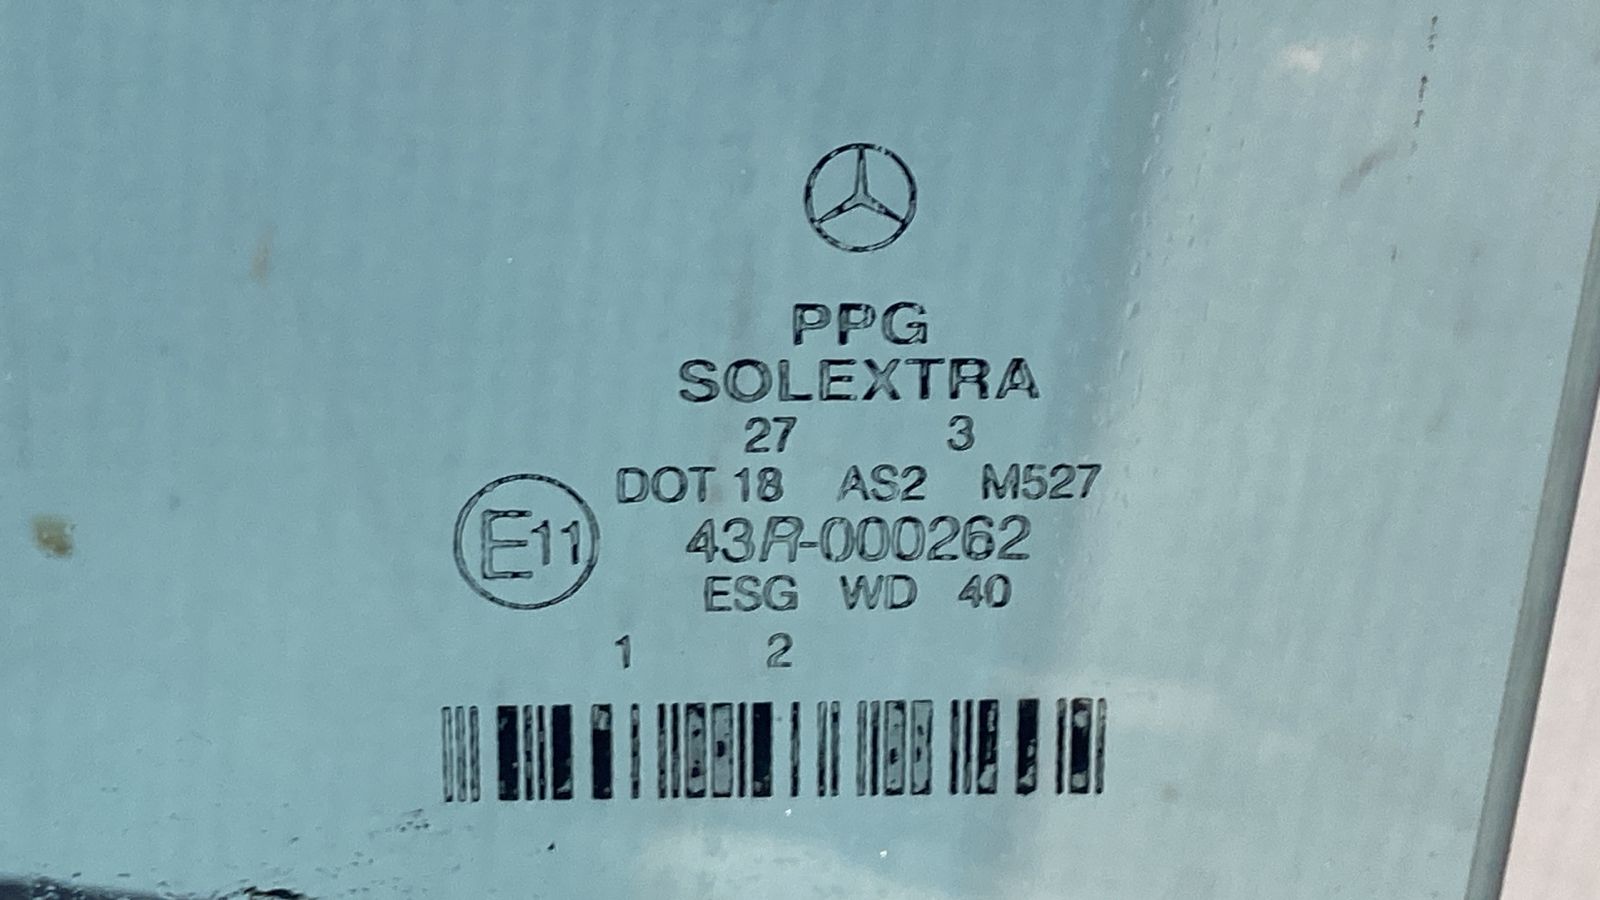 PPG
SOLEXTRA
27 3
DOT 18 AS2 M527
E11 43R-000262
ESG WD 40
1 2